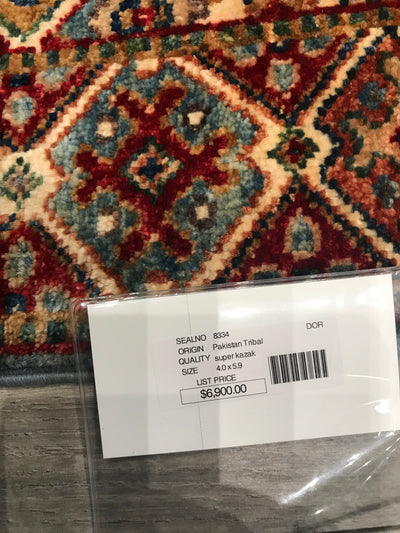 SEALNO 8334 DOR
ORIGIN Pakistan Tribal
QUALITY super kazak
SIZE 4.0 x 5.9
LIST PRICE
$6,900.00